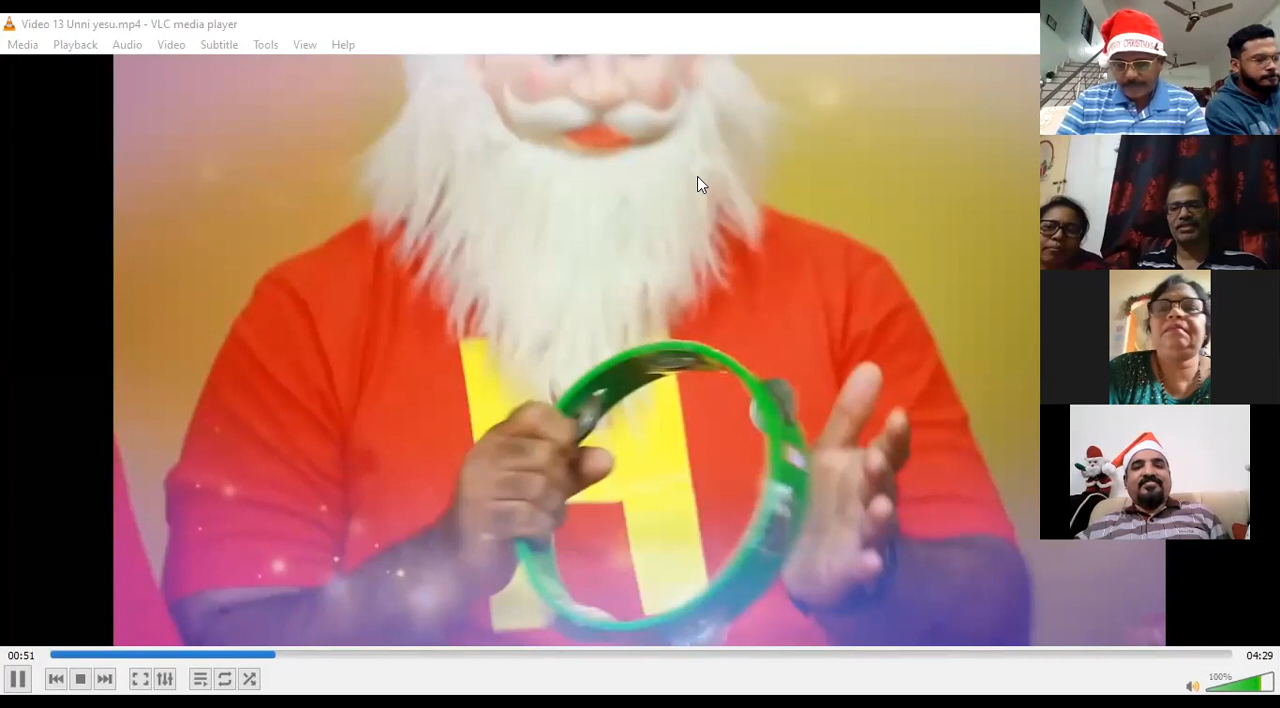 Video 13 Unni yesu.mp4 - VLC media player
Media Playback Audio Video Subtitle Tools View Help
CHRISTMAS
00:51
04:29
100%